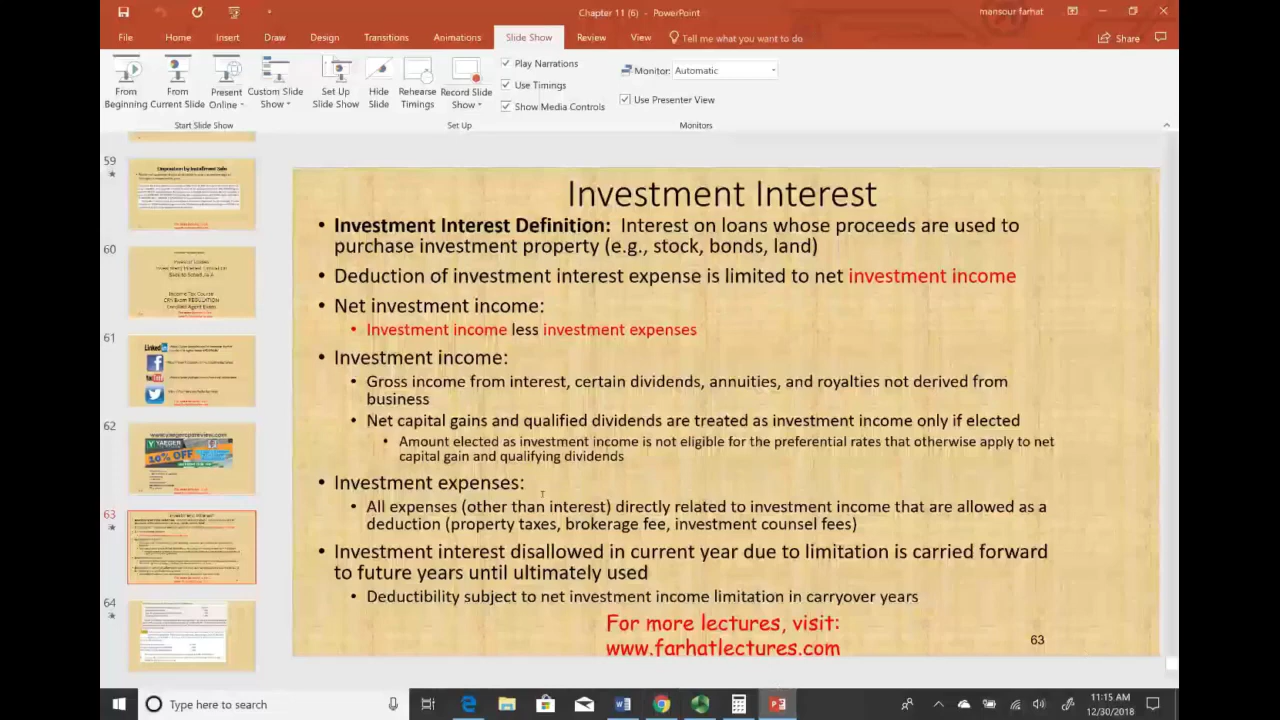 Chapter 11 (6) - PowerPoint
mansour farhat
File Home Insert Draw Design Transitions Animations Slide Show Review View Tell me what you want to do Share
From Beginning
From Current Slide
Present Online
Custom Slide Show
Set Up Slide Show
Hide Slide
Rehearse Timings
Record Slide Show
Play Narrations
Use Timings
Show Media Controls
Monitor: Automatic
Use Presenter View
Start Slide Show
Set Up
Monitors
59
60
61
LinkedIn
YouTube
62
YAEGER
10% OFF
63
64
Investment Interest
• Investment Interest Definition: Interest on loans whose proceeds are used to
purchase investment property (e.g., stock, bonds, land)
• Deduction of investment interest expense is limited to net investment income
• Net investment income:
• Investment income less investment expenses
• Investment income:
• Gross income from interest, certain dividends, annuities, and royalties not derived from
business
• Net capital gains and qualified dividends are treated as investment income only if elected
• Amount elected as investment income is not eligible for the preferential rates that otherwise apply to net
capital gain and qualifying dividends
• Investment expenses:
• All expenses (other than interest) directly related to investment income that are allowed as a
deduction (property taxes, brokerage fee, investment counsel fees)
• Investment interest disallowed in current year due to limitation is carried forward
to future years until ultimately used
• Deductibility subject to net investment income limitation in carryover years
For more lectures, visit:
www.farhatlectures.com
63
Type here to search
11:15 AM
12/30/2018